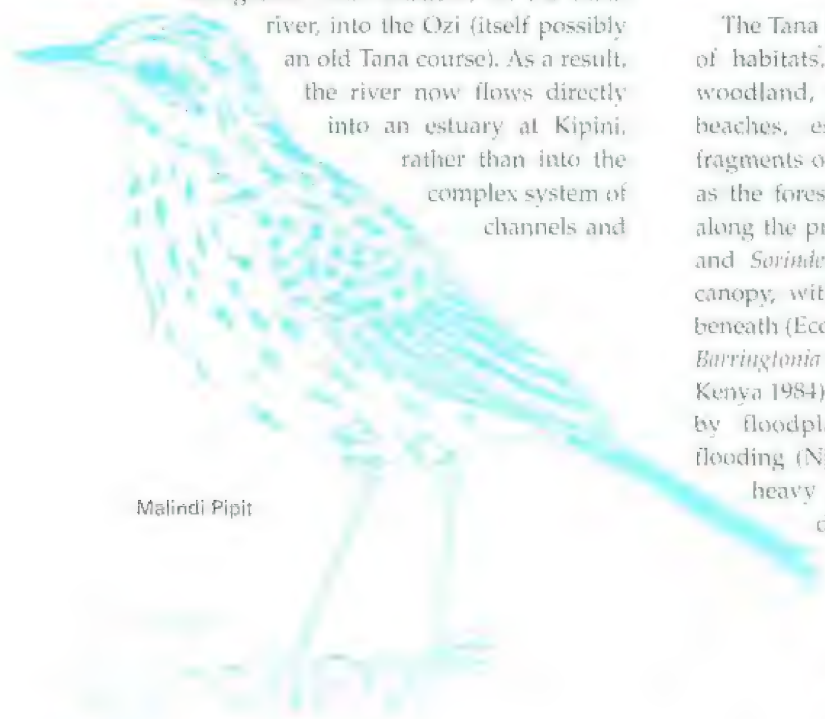 river, into the Ozi (itself possibly
an old Tana course). As a result,
the river now flows directly
into an estuary at Kipini,
rather than into the
complex system of
channels and
Malindi Pipit
The Tana
of habitats,
woodland,
beaches,
fragments o
as the fores
along the
and Sorinde
canopy, wit
beneath
Barringtonia
Kenya 1984)
by floodpl
flooding
heavy